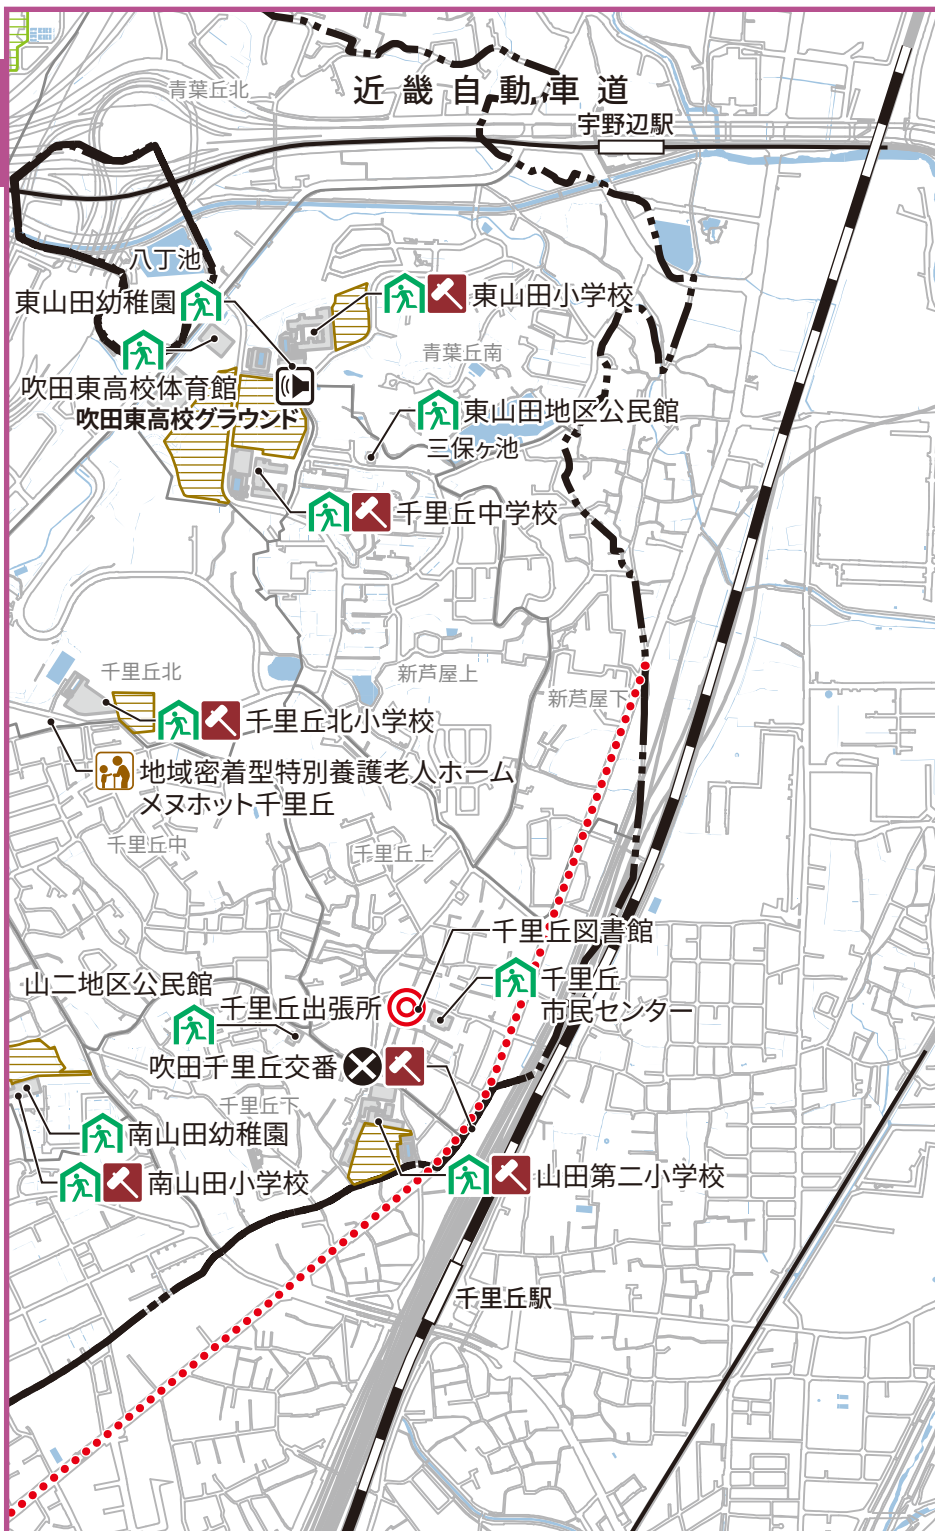 青葉丘北
近畿自動車道
宇野辺駅
八丁池
東山田幼稚園
東山田小学校
青葉丘南
吹田東高校体育館
吹田東高校グラウンド
東山田地区公民館
三保ヶ池
千里丘中学校
千里丘北
新芦屋上
新芦屋下
千里丘北小学校
地域密着型特別養護老人ホーム
メヌホット千里丘
千里丘中
千里丘上
千里丘図書館
山二地区公民館
千里丘
市民センター
千里丘出張所
吹田千里丘交番
千里丘下
南山田幼稚園
南山田小学校
山田第二小学校
千里丘駅